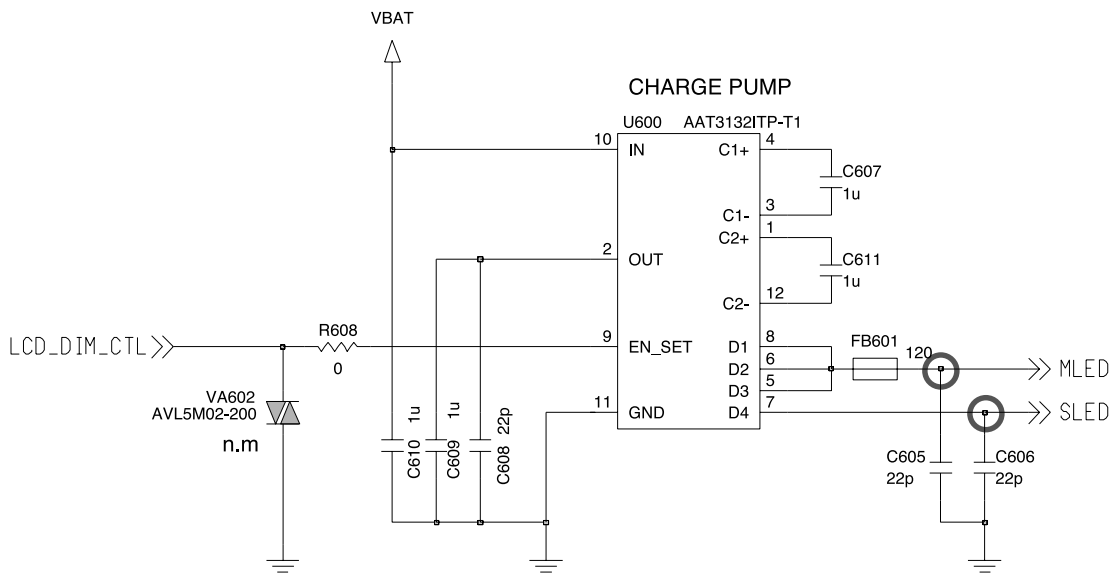 VBAT
CHARGE PUMP
U600 AAT3132ITP-T1
10 IN C1+ 4
C607
1u
C1- 3
C2+ 1
2 OUT
C611
1u
C2- 12
LCD_DIM_CTL
R608
0
9 EN_SET D1 8
FB601
120
D2 6
MLED
D3 5
11 GND D4 7
SLED
VA602
AVL5M02-200
n.m
C610 1u
C609 1u
C608 22p
C605
22p
C606
22p